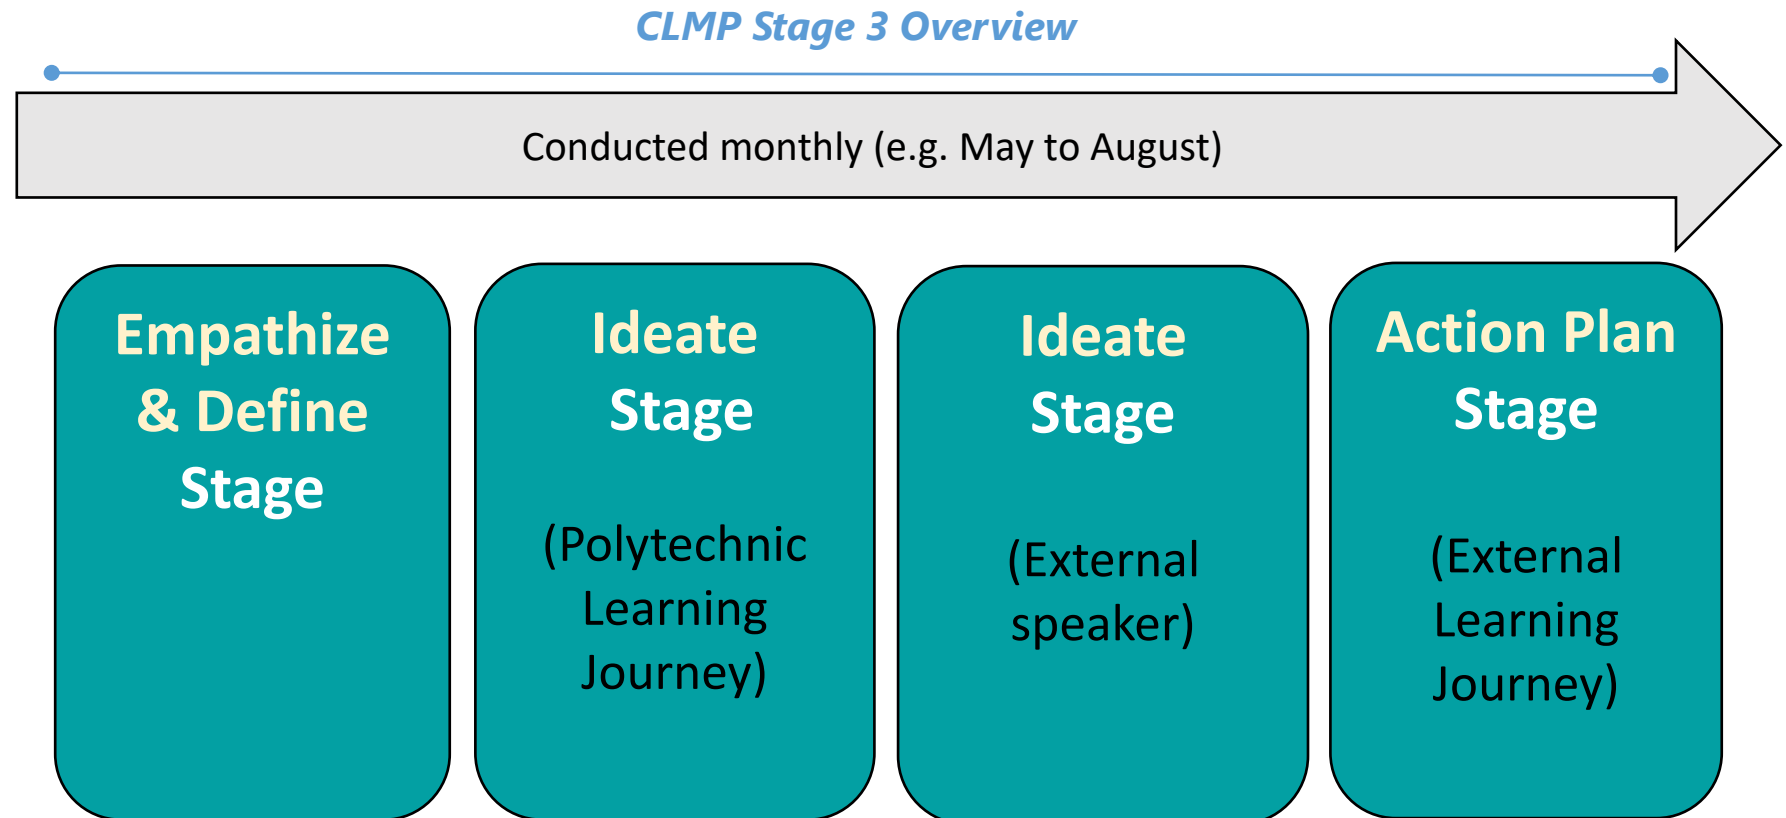 CLMP Stage 3 Overview
Conducted monthly (e.g. May to August)
Empathize
& Define
Stage
Ideate
Stage
(Polytechnic
Learning
Journey)
Ideate
Stage
(External
speaker)
Action Plan
Stage
(External
Learning
Journey)